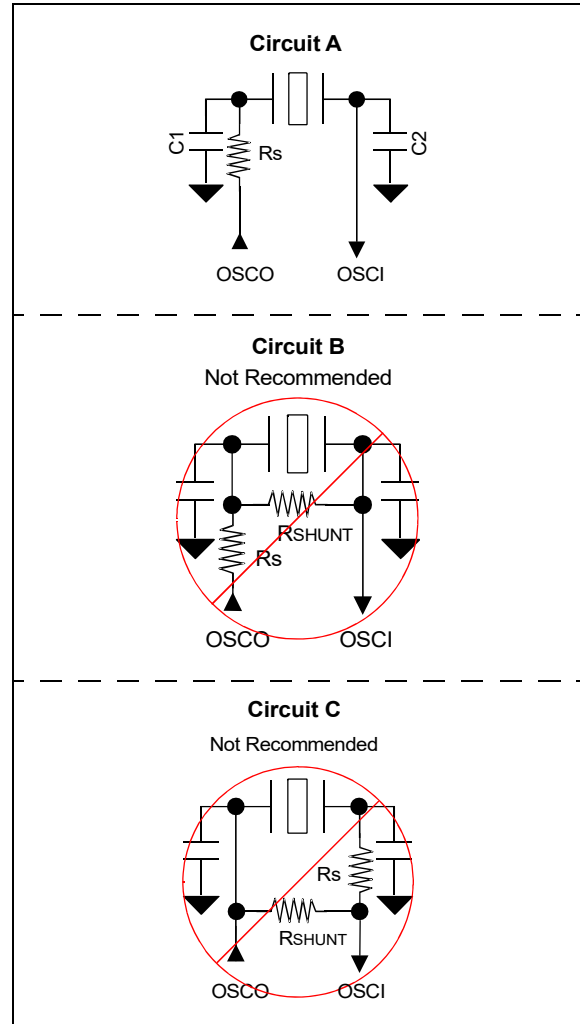 Circuit A
C1
Rs
C2
OSCO
OSCI
Circuit B
Not Recommended
RSHUNT
Rs
OSCO
OSCI
Circuit C
Not Recommended
Rs
RSHUNT
OSCO
OSCI